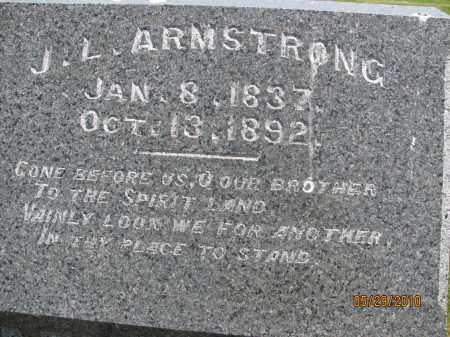 J. L. ARMSTRONG
JAN. 8. 1837.
OCT. 13. 1892.
GONE BEFORE US, O OUR BROTHER
TO THE SPIRIT LAND.
VAINLY LOOK WE FOR ANOTHER,
IN THY PLACE TO STAND.
05/29/2010